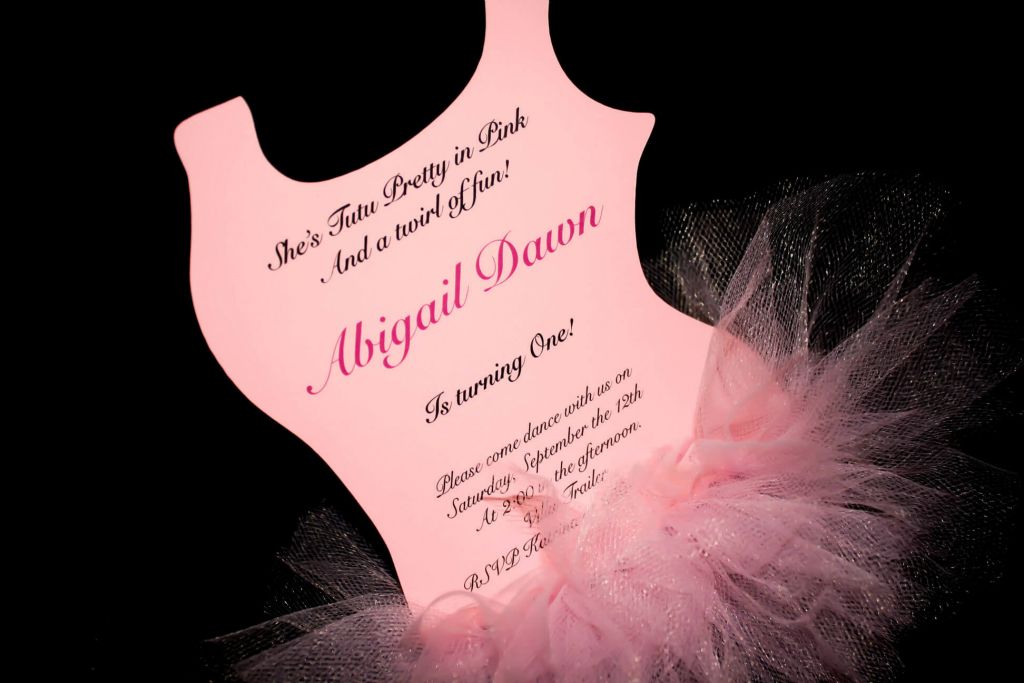 She's Tutu Pretty in Pink
And a twirl of fun!
Abigail Dawn
Is turning One!
Please come dance with us on
Saturday, September the 12th
At 2:00 in the afternoon.
Trailer
RSVP